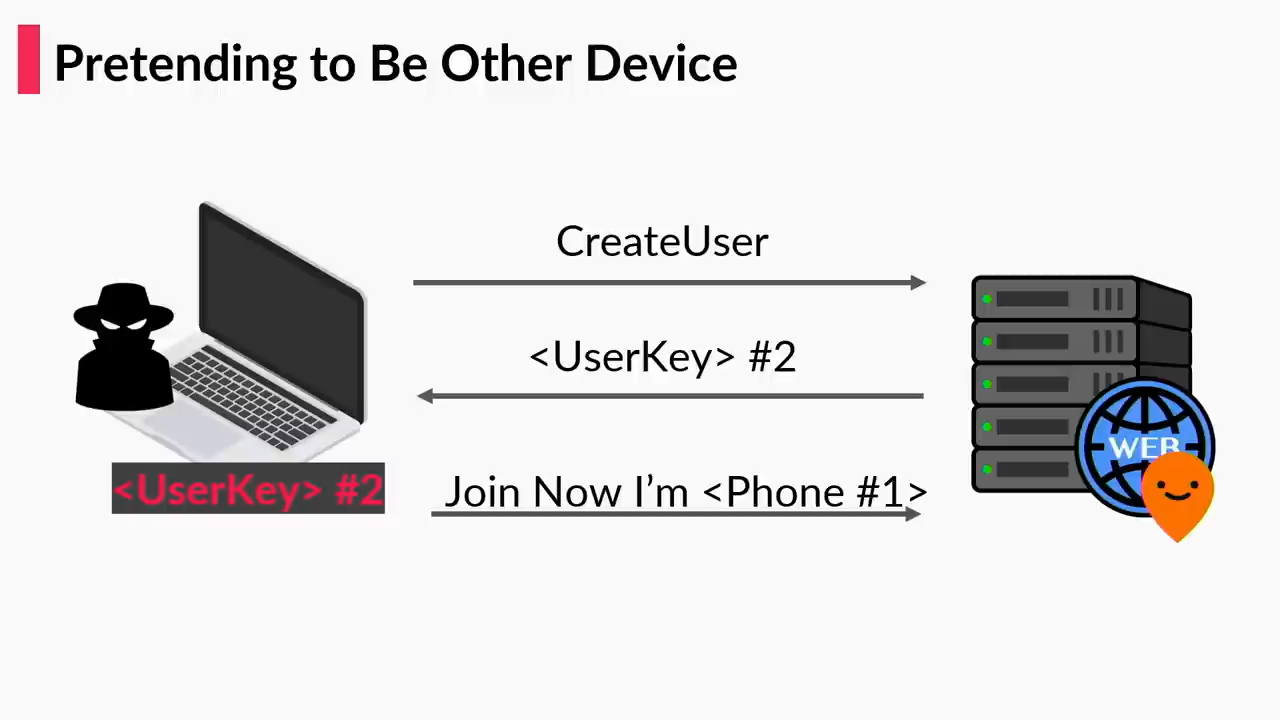 Pretending to Be Other Device
CreateUser
<UserKey> #2
WEB
<UserKey> #2
Join Now I’m <Phone #1>